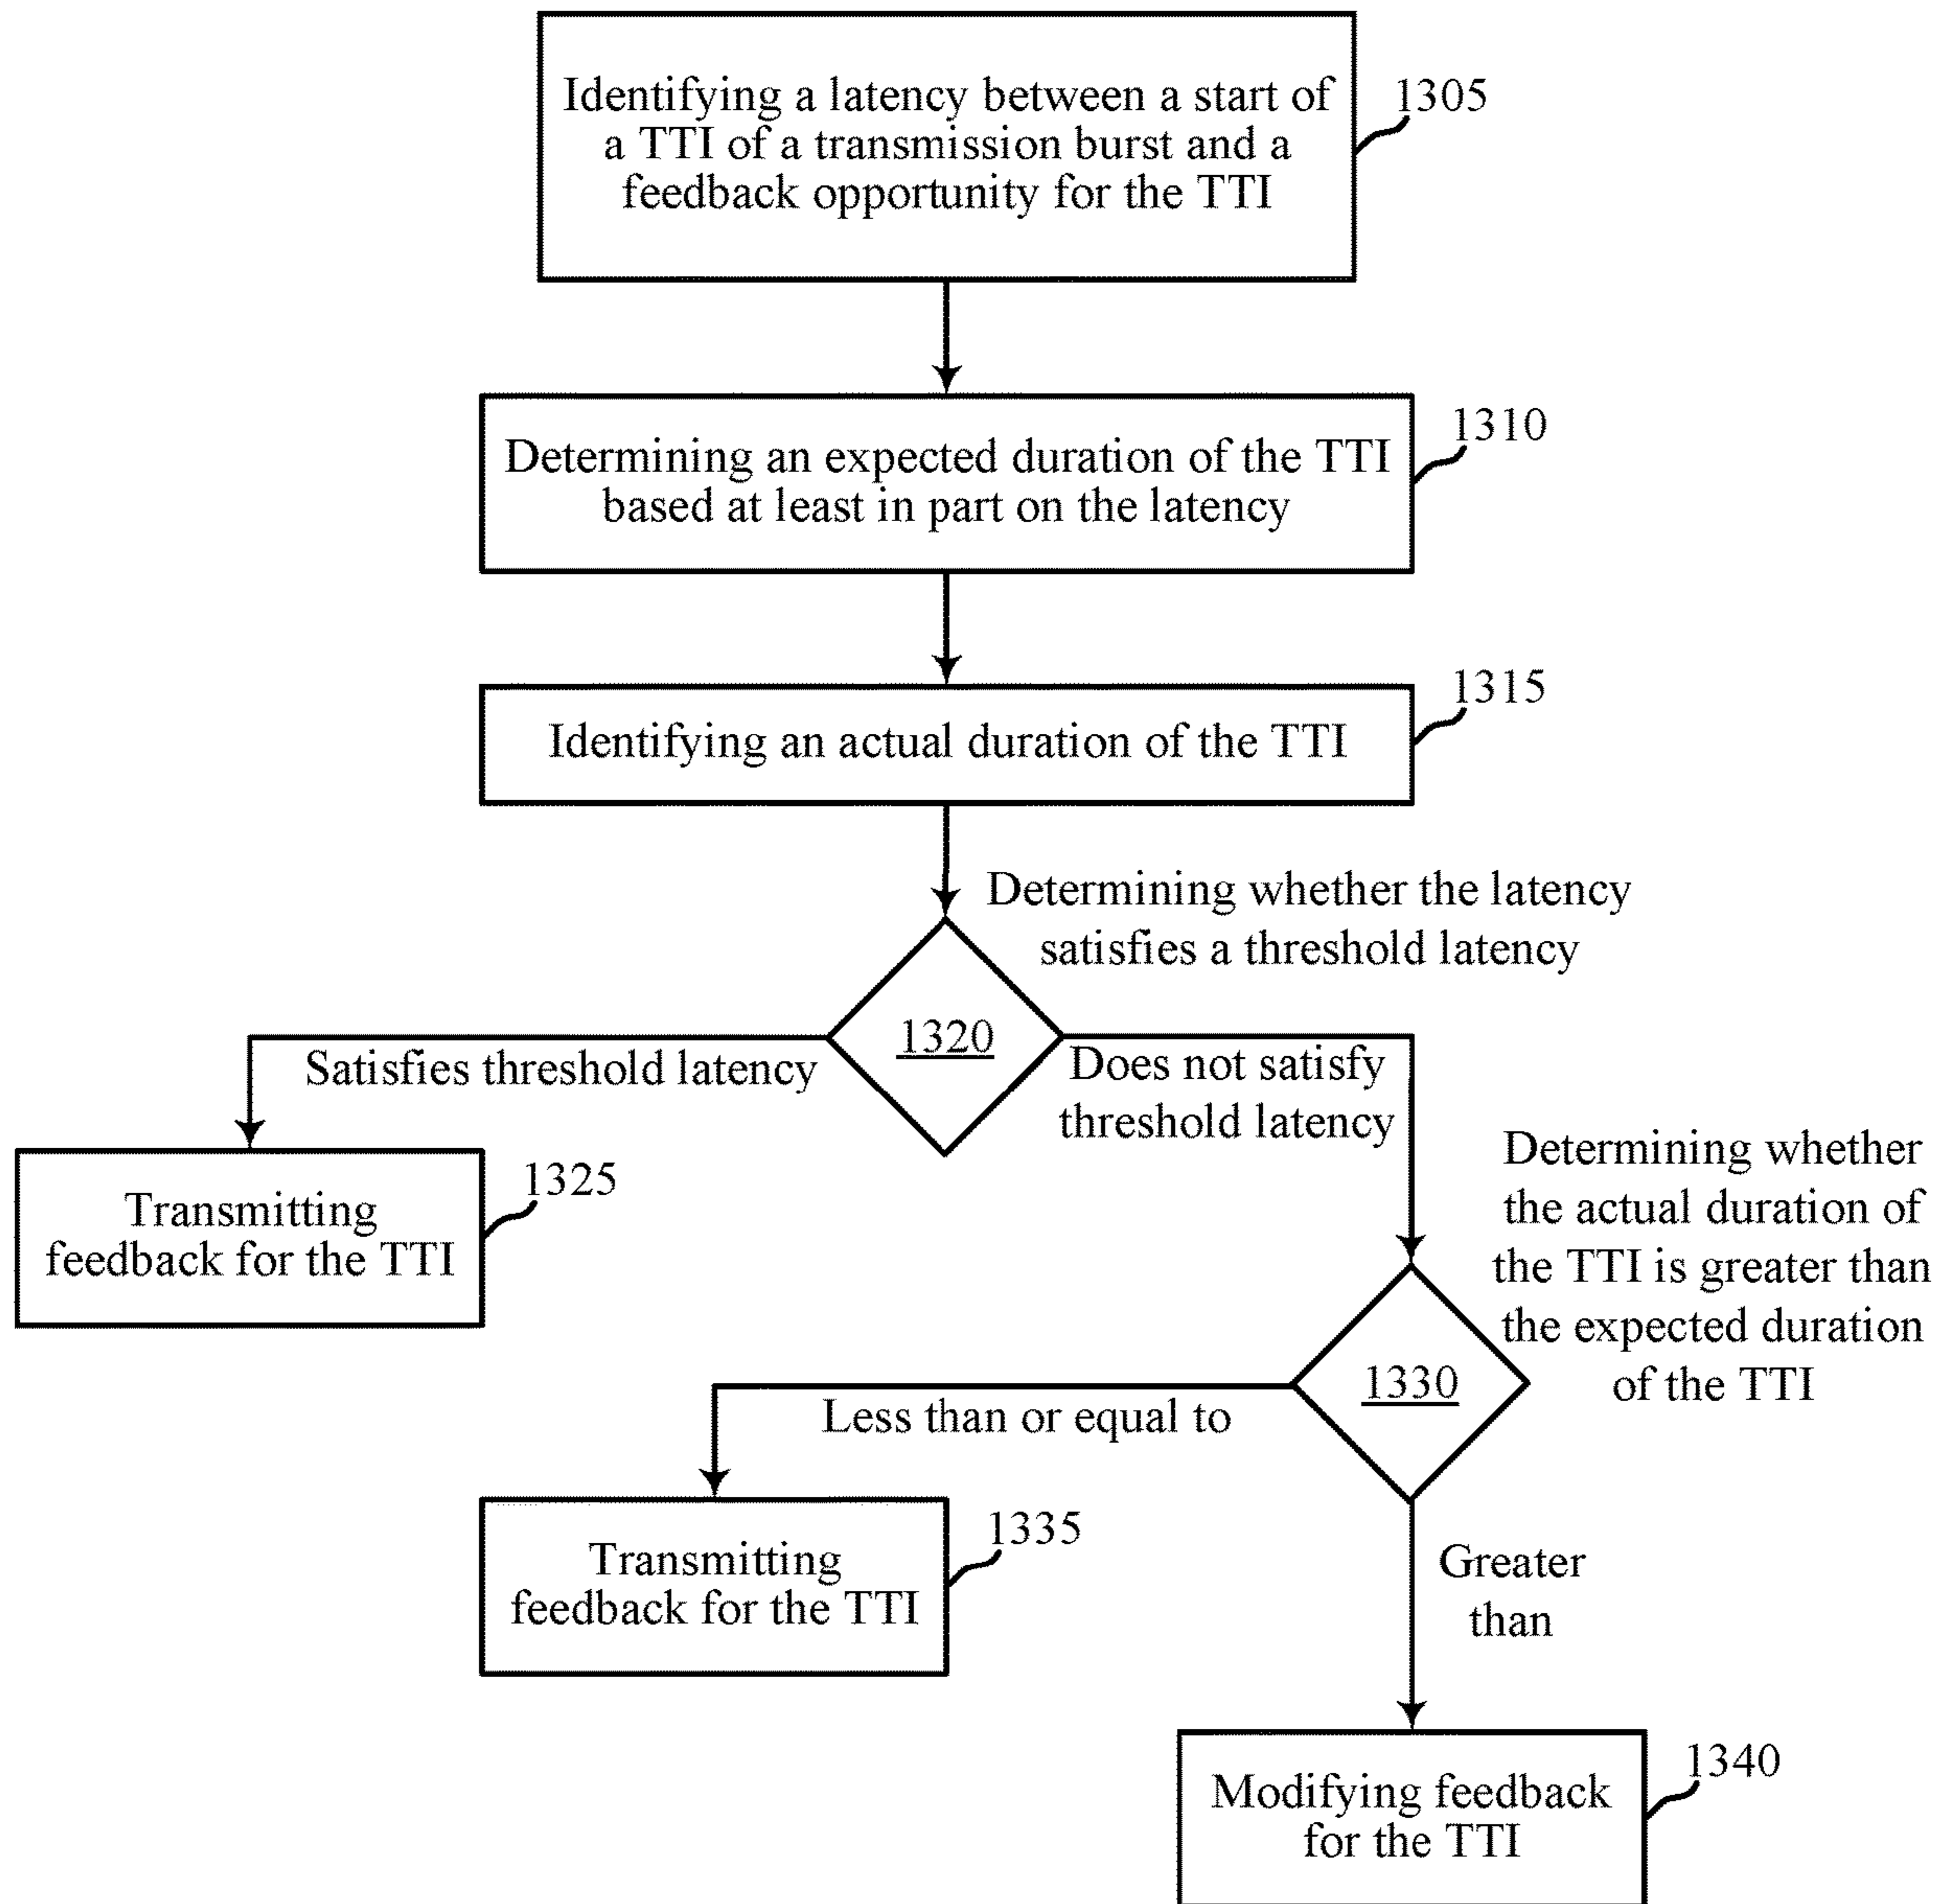 Identifying a latency between a start of
a TTI of a transmission burst and a
feedback opportunity for the TTI
1305
Determining an expected duration of the TTI
based at least in part on the latency
1310
Identifying an actual duration of the TTI
1315
Determining whether the latency
satisfies a threshold latency
1320
Satisfies threshold latency
Does not satisfy
threshold latency
Transmitting
feedback for the TTI
1325
Determining whether
the actual duration of
the TTI is greater than
the expected duration
of the TTI
1330
Less than or equal to
Transmitting
feedback for the TTI
1335
Greater
than
Modifying feedback
for the TTI
1340